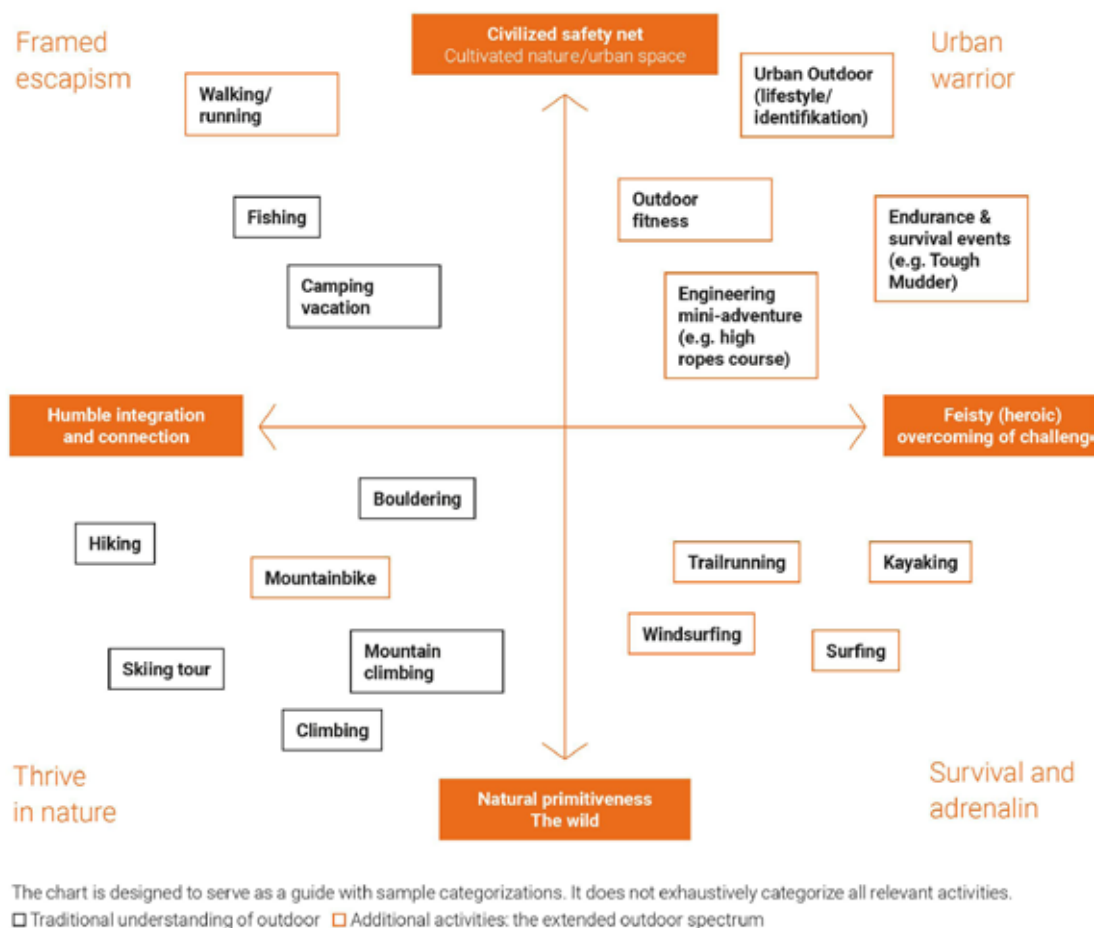 Framed
escapism
Civilized safety net
Cultivated nature/urban space
Urban
warrior
Walking/
running
Urban Outdoor
(lifestyle/
identifikation)
Fishing
Outdoor
fitness
Endurance &
survival events
(e.g. Tough
Mudder)
Camping
vacation
Engineering
mini-adventure
(e.g. high
ropes course)
Humble integration
and connection
Feisty (heroic)
overcoming of challenge
Bouldering
Hiking
Mountainbike
Trailrunning
Kayaking
Windsurfing
Surfing
Skiing tour
Mountain
climbing
Climbing
Thrive
in nature
Natural primitiveness
The wild
Survival and
adrenalin
The chart is designed to serve as a guide with sample categorizations. It does not exhaustively categorize all relevant activities.
Traditional understanding of outdoor Additional activities: the extended outdoor spectrum